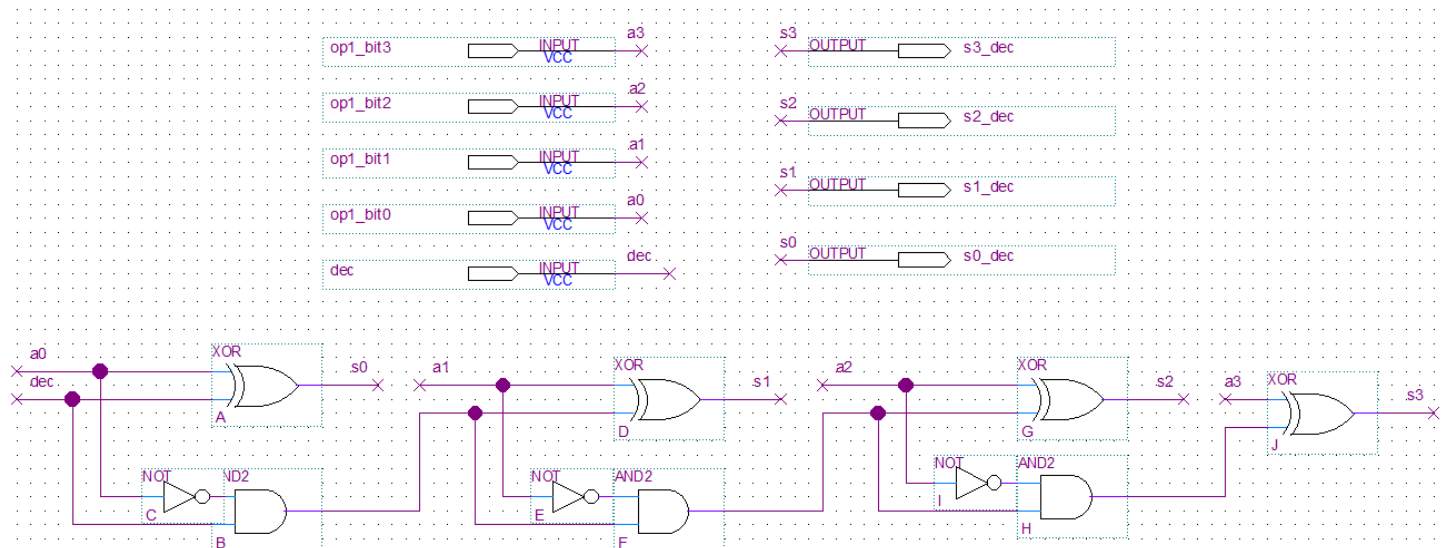 op1_bit3 INPUT VCC a3
s3 OUTPUT s3_dec
op1_bit2 INPUT VCC a2
s2 OUTPUT s2_dec
op1_bit1 INPUT VCC a1
s1 OUTPUT s1_dec
op1_bit0 INPUT VCC a0
s0 OUTPUT s0_dec
dec INPUT VCC dec
a0
dec
XOR
A
s0
a1
XOR
D
s1
a2
XOR
G
s2
a3
XOR
J
s3
NOT
C
ND2
B
NOT
E
AND2
F
NOT
I
AND2
H